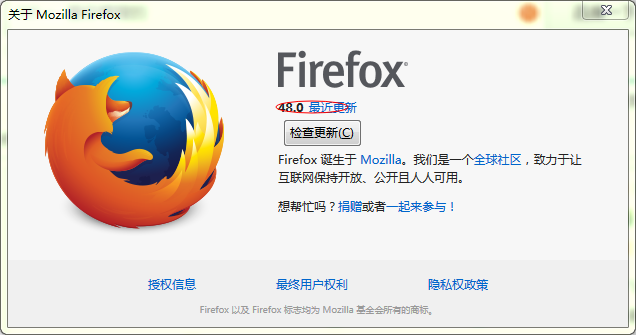 关于 Mozilla Firefox
Firefox
48.0 最近更新
检查更新(C)
Firefox 诞生于 Mozilla。我们是一个全球社区，致力于让
互联网保持开放、公开且人人可用。
想帮忙吗？捐赠或者一起来参与！
授权信息 最终用户权利 隐私权政策
Firefox 以及 Firefox 标志均为 Mozilla 基金会所有的商标。